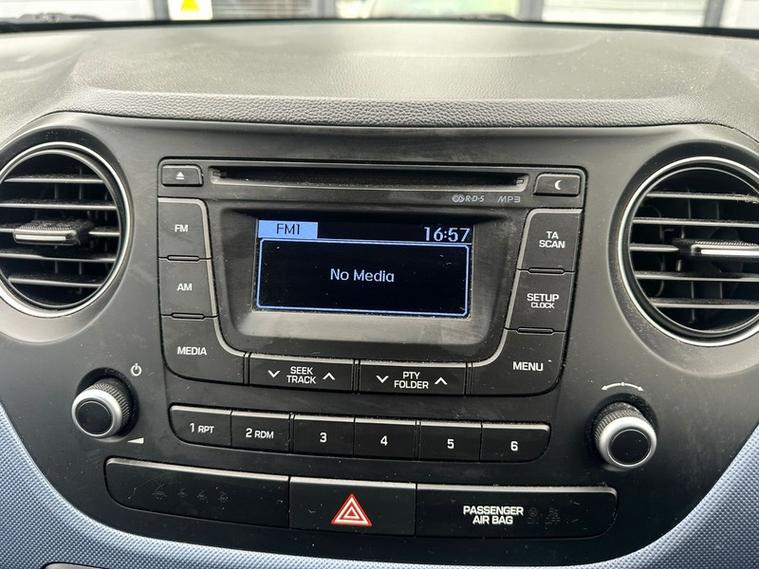 R·D·S
MP3
FM
FM1
16:57
TA
SCAN
No Media
AM
SETUP
CLOCK
MEDIA
SEEK
TRACK
PTY
FOLDER
MENU
1 RPT
2 RDM
3
4
5
6
PASSENGER
AIR BAG